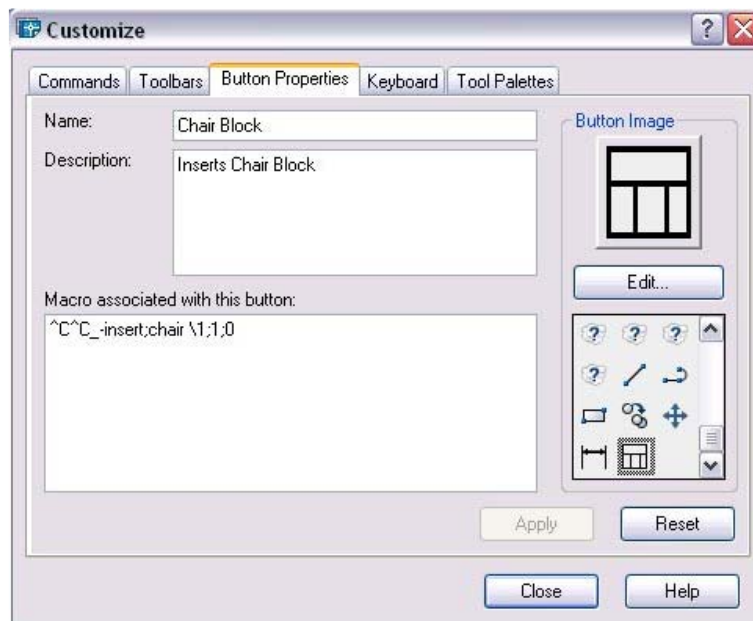 Customize
Commands Toolbars Button Properties Keyboard Tool Palettes
Name: Chair Block
Description: Inserts Chair Block
Button Image
Edit...
Macro associated with this button:
^C^C_-insert;chair \1;1;0
Apply Reset
Close Help